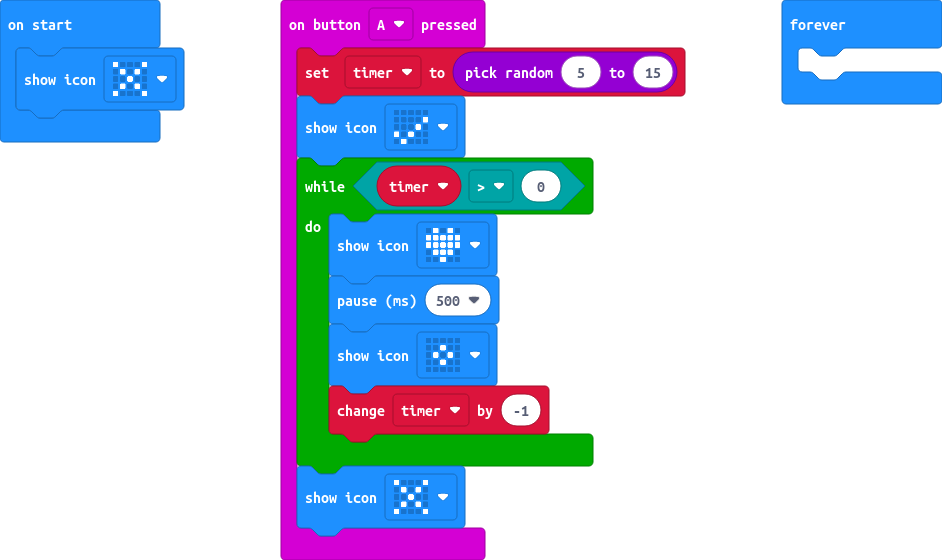 on start
show icon
on button A pressed
set timer to pick random 5 to 15
show icon
while timer > 0
do
show icon
pause (ms) 500
show icon
change timer by -1
show icon
forever